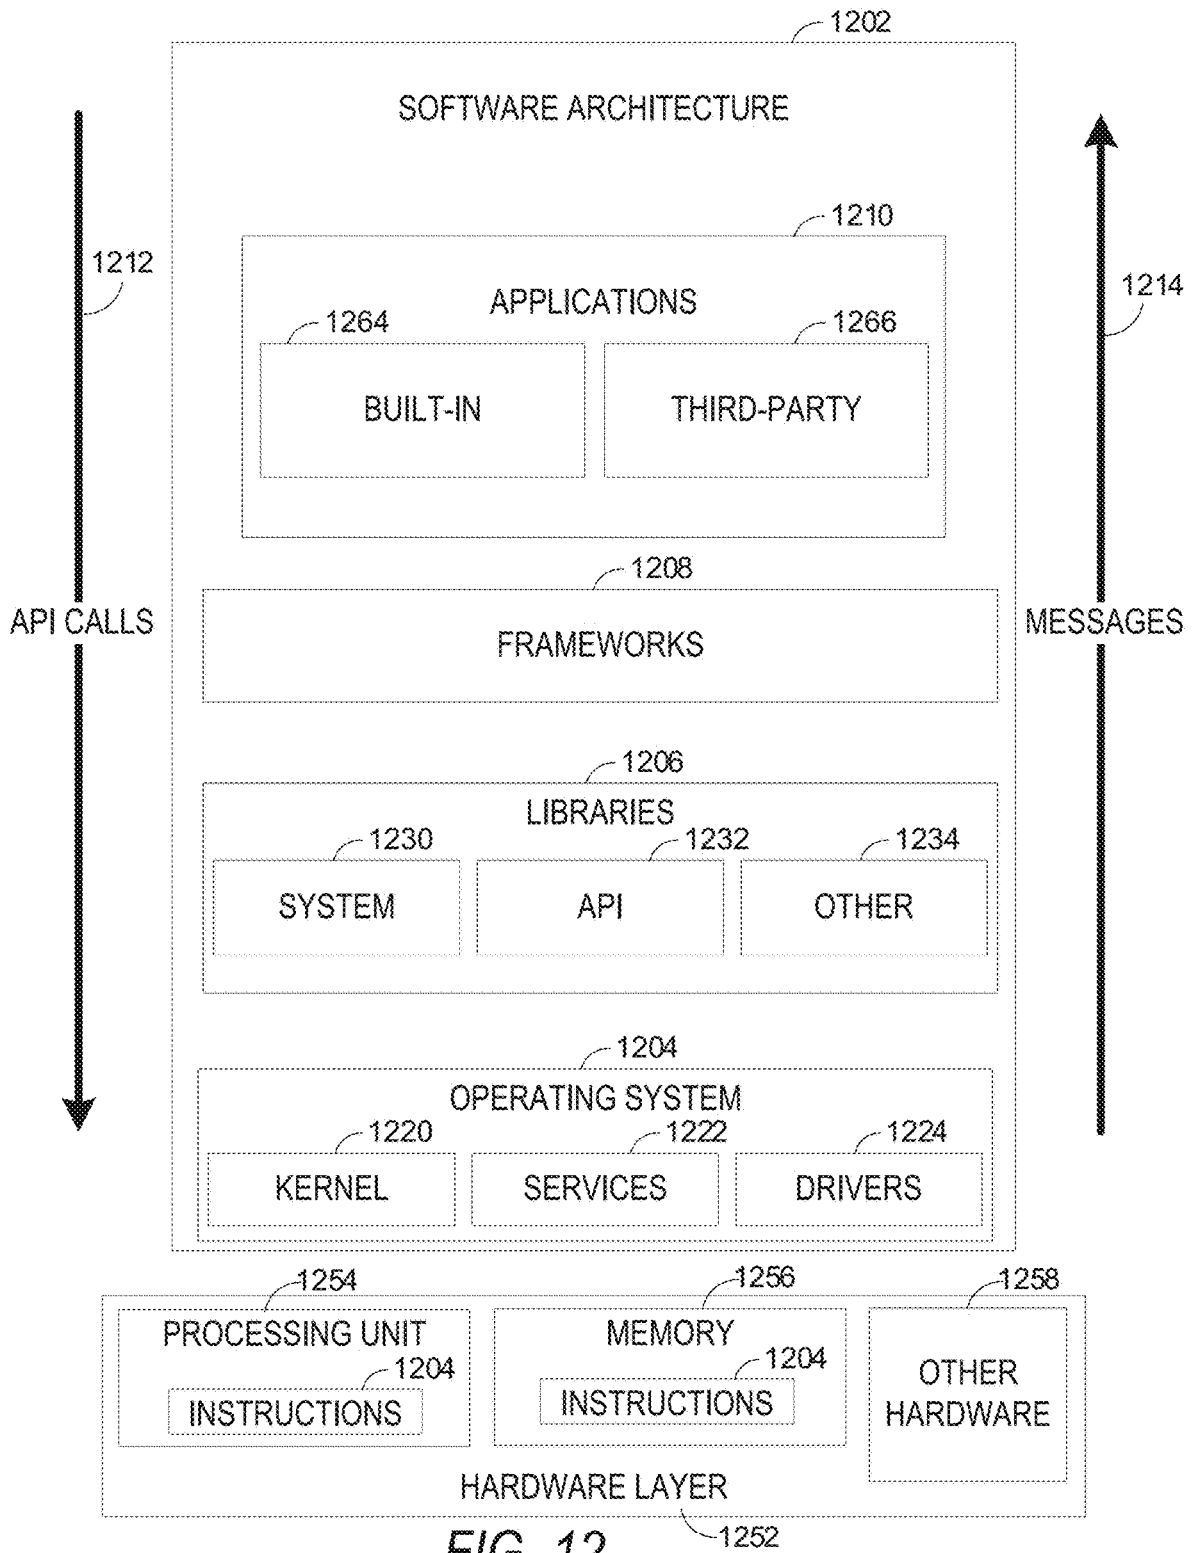 1202
SOFTWARE ARCHITECTURE
1210
1212
1214
APPLICATIONS
1264
1266
BUILT-IN
THIRD-PARTY
1208
API CALLS
MESSAGES
FRAMEWORKS
1206
LIBRARIES
1230
1232
1234
SYSTEM
API
OTHER
1204
OPERATING SYSTEM
1220
1222
1224
KERNEL
SERVICES
DRIVERS
1254
1256
1258
PROCESSING UNIT
MEMORY
1204
1204
OTHER
HARDWARE
INSTRUCTIONS
INSTRUCTIONS
HARDWARE LAYER
1252
FIG. 12